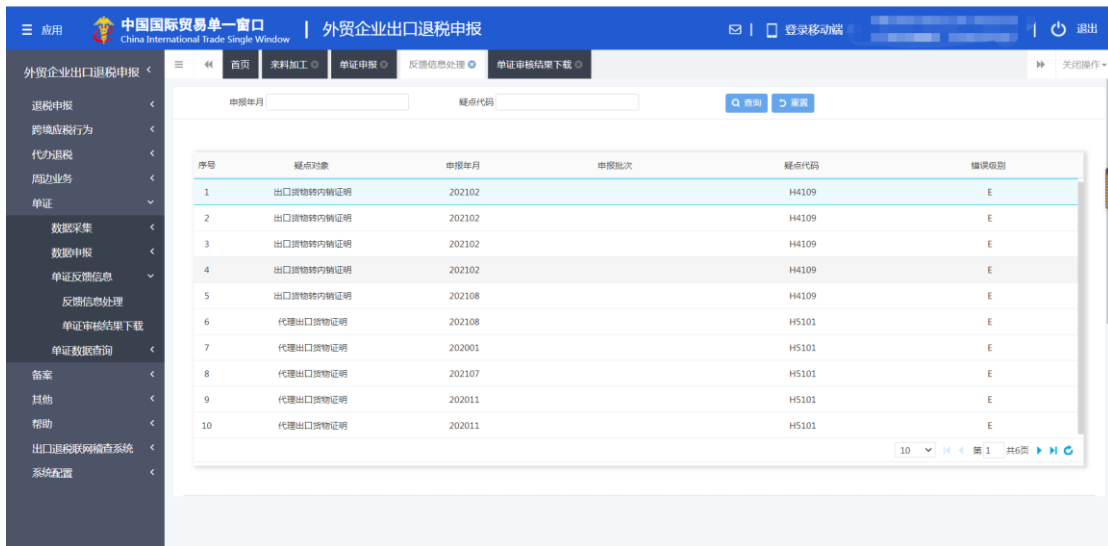 应用
中国国际贸易单一窗口
China International Trade Single Window
外贸企业出口退税申报
登录移动端
退出
外贸企业出口退税申报
首页
来料加工
单证申报
反馈信息处理
单证审核结果下载
关闭操作
退税申报
跨境应税行为
代办退税
周边业务
单证
数据采集
数据申报
单证反馈信息
反馈信息处理
单证审核结果下载
单证数据查询
备案
其他
帮助
出口退税联网稽查系统
系统配置
申报年月
疑点代码
查询
重置
序号 疑点对象 申报年月 申报批次 疑点代码 错误级别
1 出口货物转内销证明 202102 H4109 E
2 出口货物转内销证明 202102 H4109 E
3 出口货物转内销证明 202102 H4109 E
4 出口货物转内销证明 202102 H4109 E
5 出口货物转内销证明 202108 H4109 E
6 代理出口货物证明 202108 H5101 E
7 代理出口货物证明 202001 H5101 E
8 代理出口货物证明 202107 H5101 E
9 代理出口货物证明 202011 H5101 E
10 代理出口货物证明 202011 H5101 E
10 第 1 共6页